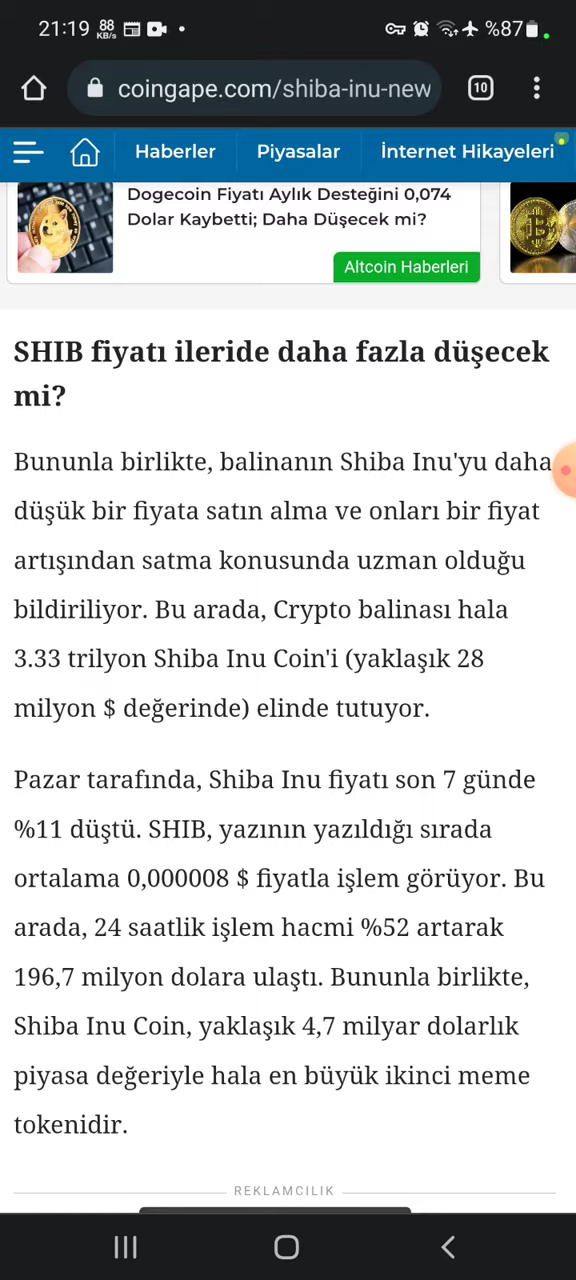 21:19 88 KB/s %87
coingape.com/shiba-inu-new 10
Haberler Piyasalar İnternet Hikayeleri
Dogecoin Fiyatı Aylık Desteğini 0,074
Dolar Kaybetti; Daha Düşecek mi?
Altcoin Haberleri
SHIB fiyatı ileride daha fazla düşecek
mi?
Bununla birlikte, balinanın Shiba Inu'yu daha
düşük bir fiyata satın alma ve onları bir fiyat
artışından satma konusunda uzman olduğu
bildiriliyor. Bu arada, Crypto balinası hala
3.33 trilyon Shiba Inu Coin'i (yaklaşık 28
milyon $ değerinde) elinde tutuyor.
Pazar tarafında, Shiba Inu fiyatı son 7 günde
%11 düştü. SHIB, yazının yazıldığı sırada
ortalama 0,000008 $ fiyatla işlem görüyor. Bu
arada, 24 saatlik işlem hacmi %52 artarak
196,7 milyon dolara ulaştı. Bununla birlikte,
Shiba Inu Coin, yaklaşık 4,7 milyar dolarlık
piyasa değeriyle hala en büyük ikinci meme
tokenidir.
REKLAMCILIK